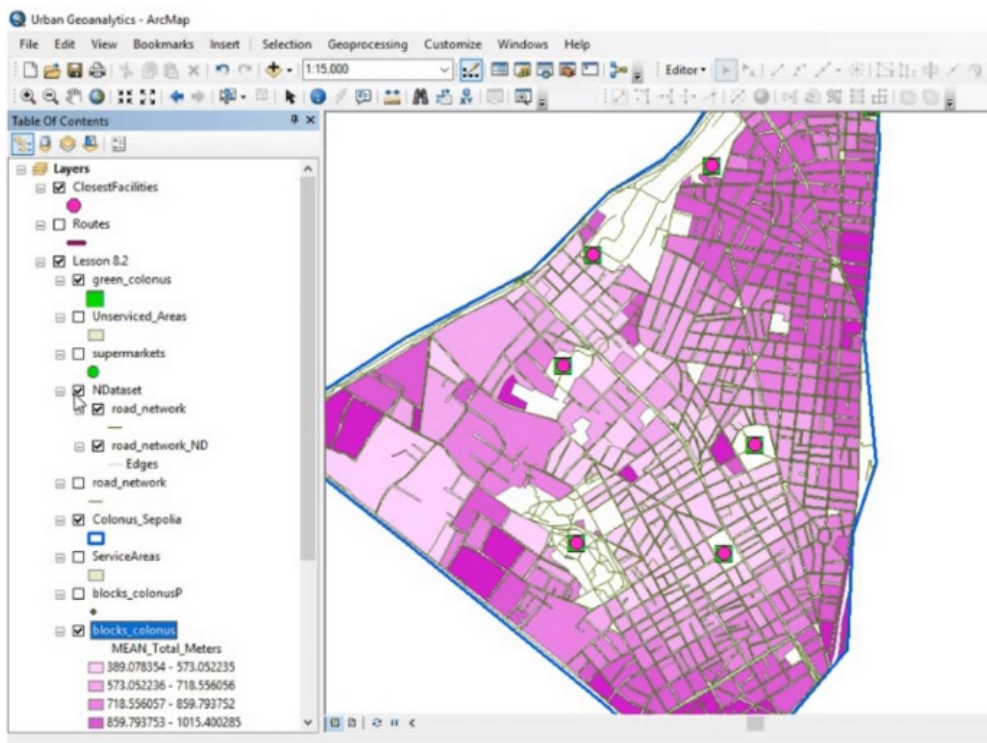 Urban Geoanalytics - ArcMap
File Edit View Bookmarks Insert Selection Geoprocessing Customize Windows Help
1:15,000 Editor
Table Of Contents
Layers
ClosestFacilities
Routes
Lesson 8.2
green_colonus
Unserviced_Areas
supermarkets
NDataset
road_network
road_network_ND
Edges
road_network
Colonus_Sepolia
ServiceAreas
blocks_colonusP
blocks_colonus
MEAN_Total_Meters
389.078354 - 573.052235
573.052236 - 718.556056
718.556057 - 859.793752
859.793753 - 1015.400285